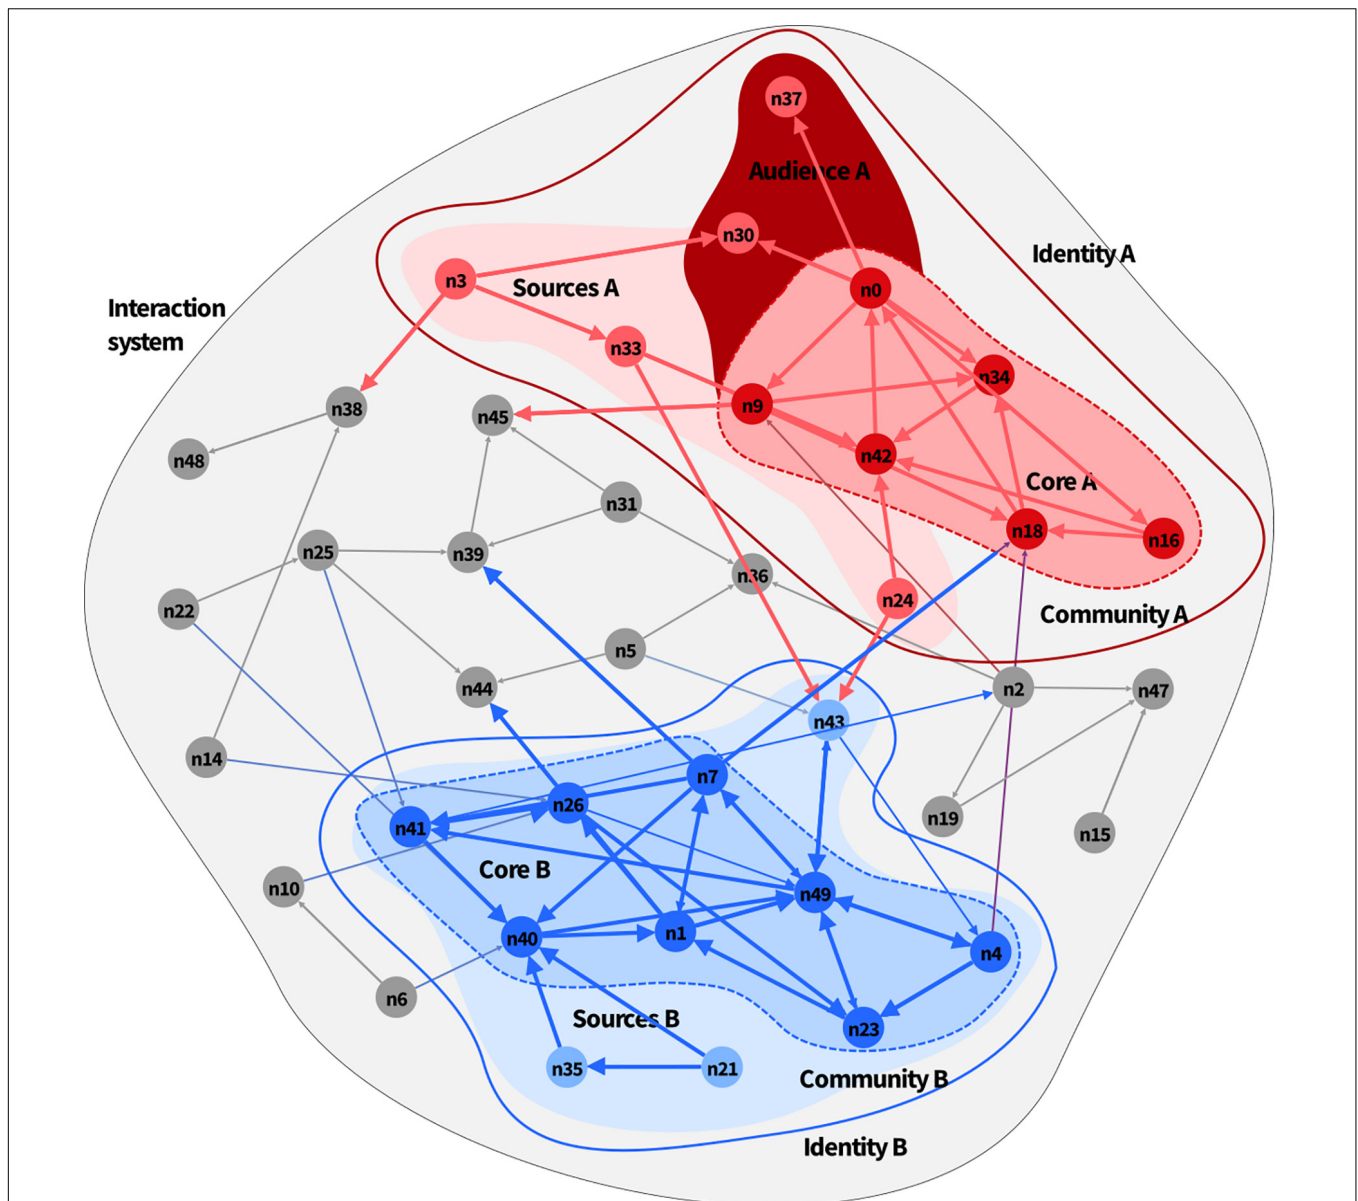 n37
Audience A
n30
Identity A
n3
Sources A
n0
Interaction
system
n33
n34
n9
n38
n45
n42
n48
Core A
n31
n18
n16
n25
n39
n36
n24
n22
Community A
n5
n44
n2
n47
n43
n14
n7
n26
n19
n41
n15
Core B
n10
n49
n40
n1
n4
n6
Sources B
n23
n35
n21
Community B
Identity B